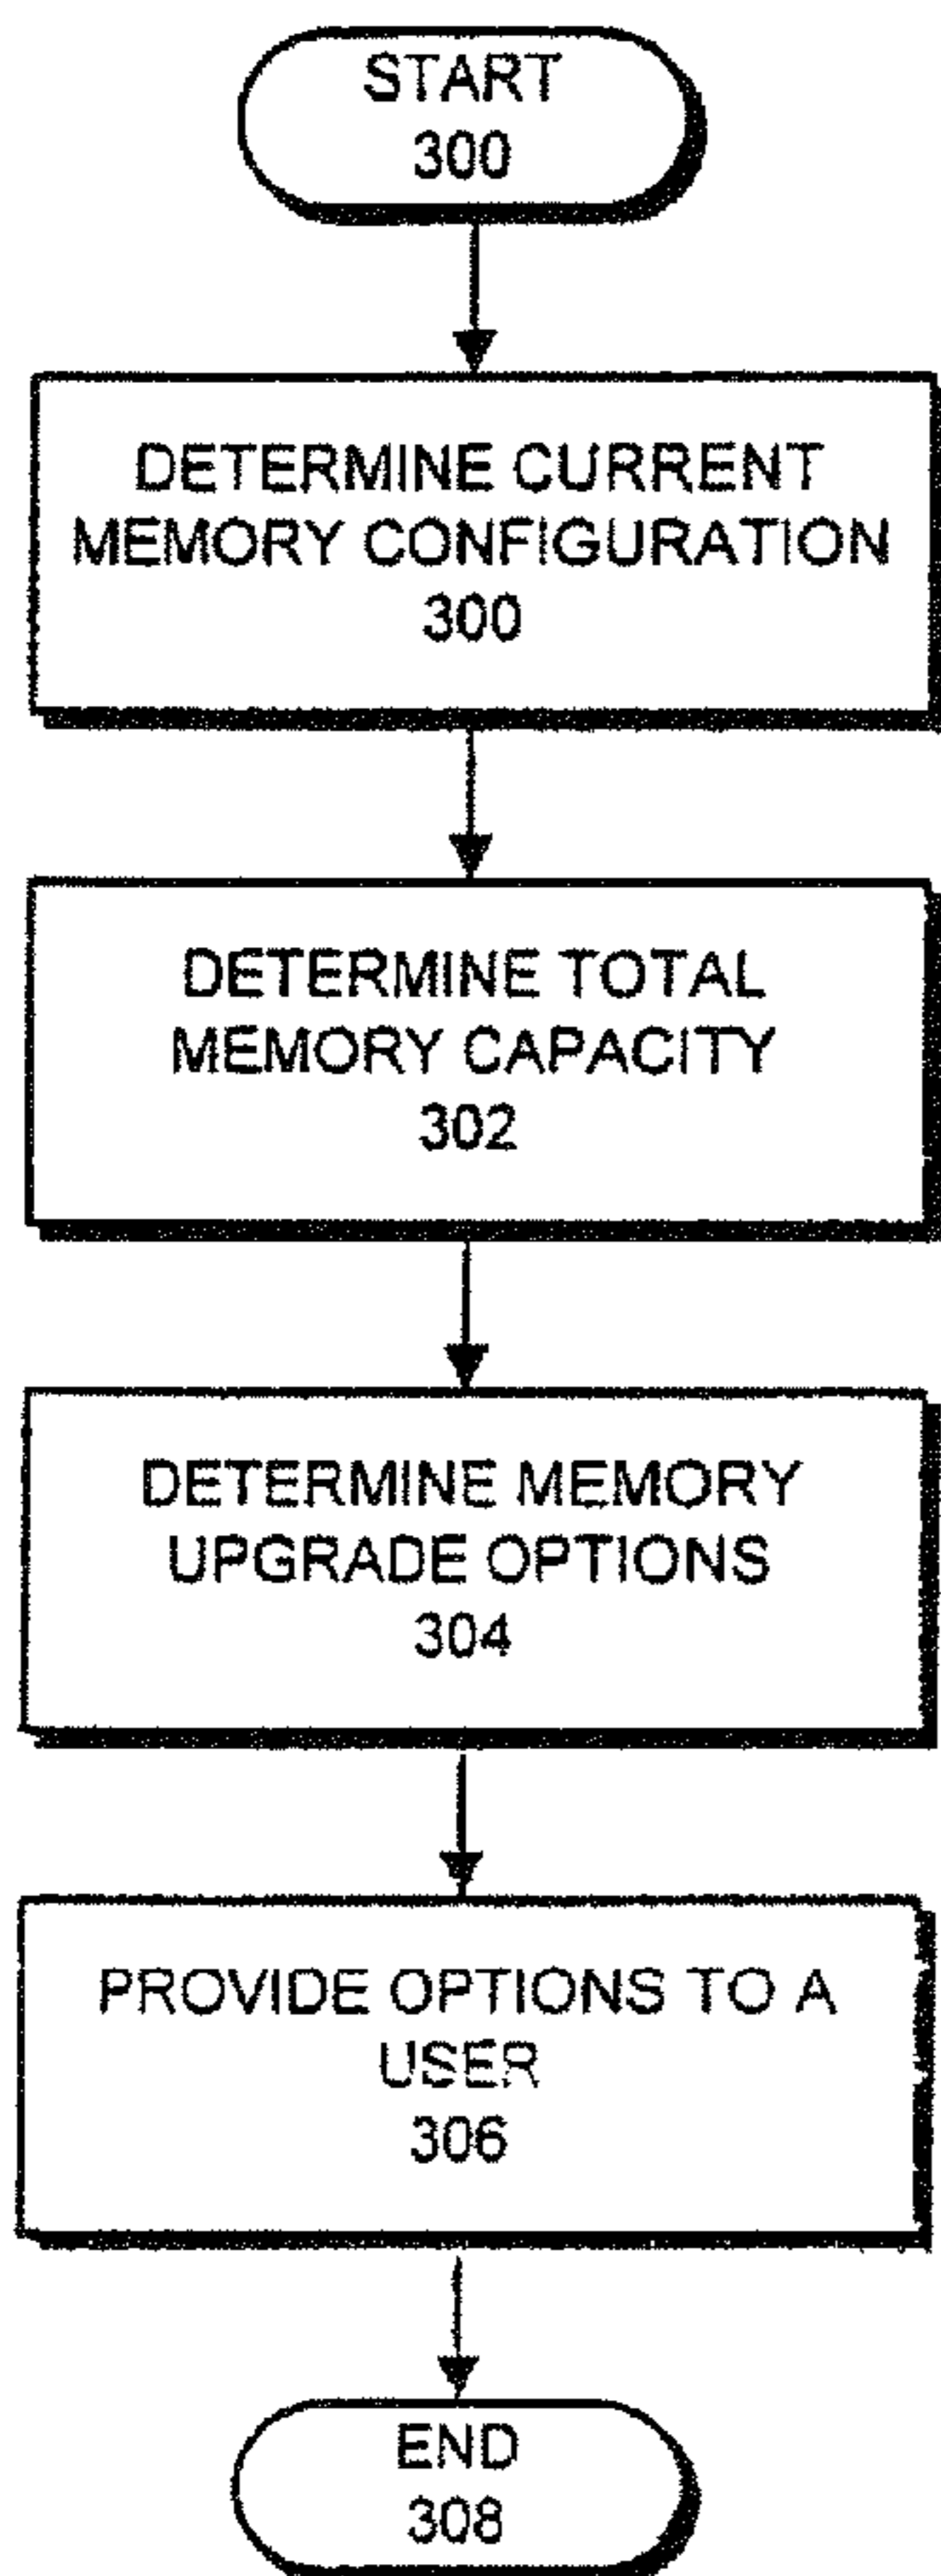 START
300
DETERMINE CURRENT
MEMORY CONFIGURATION
300
DETERMINE TOTAL
MEMORY CAPACITY
302
DETERMINE MEMORY
UPGRADE OPTIONS
304
PROVIDE OPTIONS TO A
USER
306
END
308